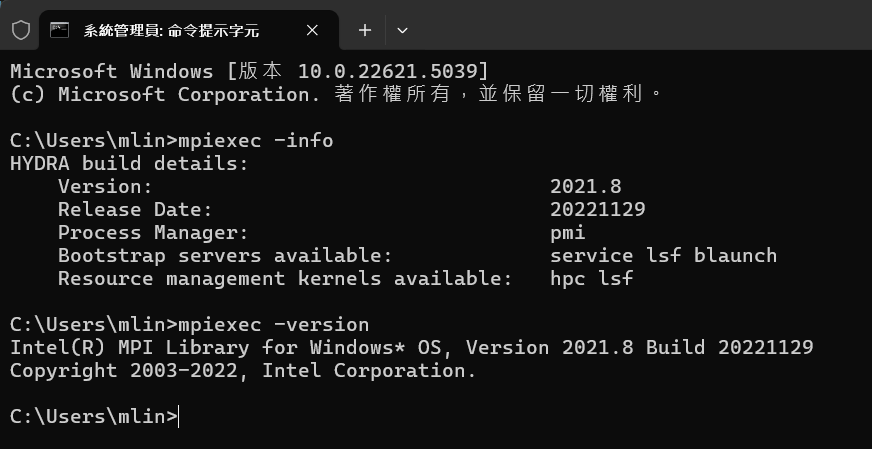 系統管理員: 命令提示字元
Microsoft Windows [版本 10.0.22621.5039]
(c) Microsoft Corporation. 著作權所有，並保留一切權利。
C:\Users\mlin>mpiexec -info
HYDRA build details:
    Version:                                 2021.8
    Release Date:                            20221129
    Process Manager:                         pmi
    Bootstrap servers available:             service lsf blaunch
    Resource management kernels available:   hpc lsf
C:\Users\mlin>mpiexec -version
Intel(R) MPI Library for Windows* OS, Version 2021.8 Build 20221129
Copyright 2003-2022, Intel Corporation.
C:\Users\mlin>